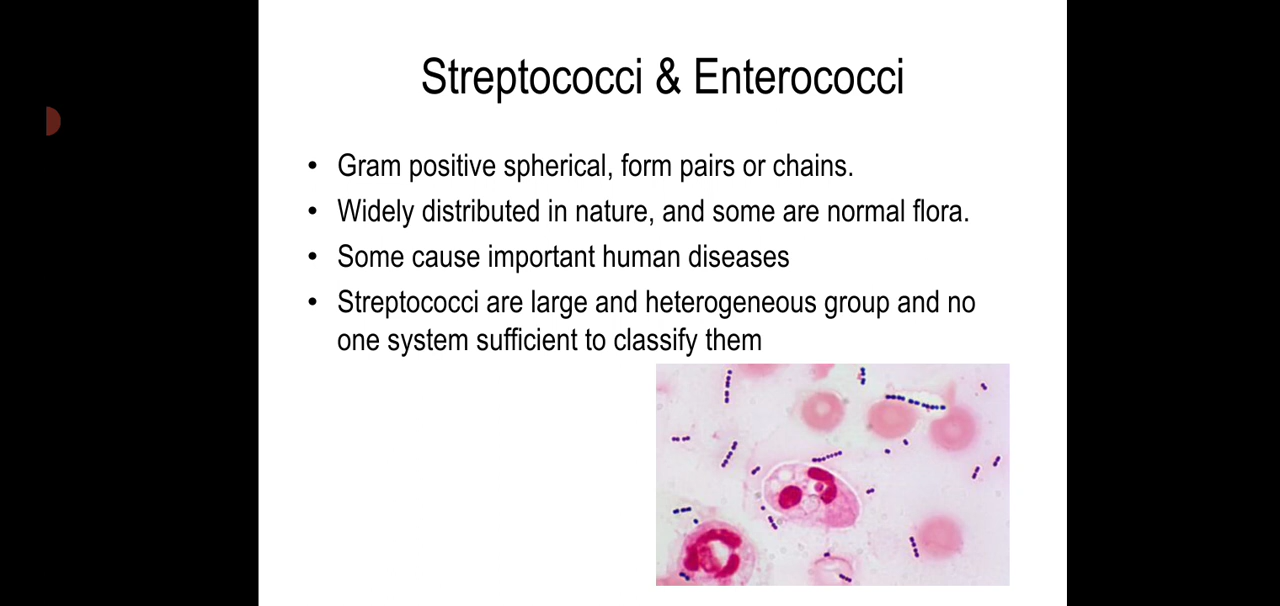 Streptococci & Enterococci
• Gram positive spherical, form pairs or chains.
• Widely distributed in nature, and some are normal flora.
• Some cause important human diseases
• Streptococci are large and heterogeneous group and no
one system sufficient to classify them